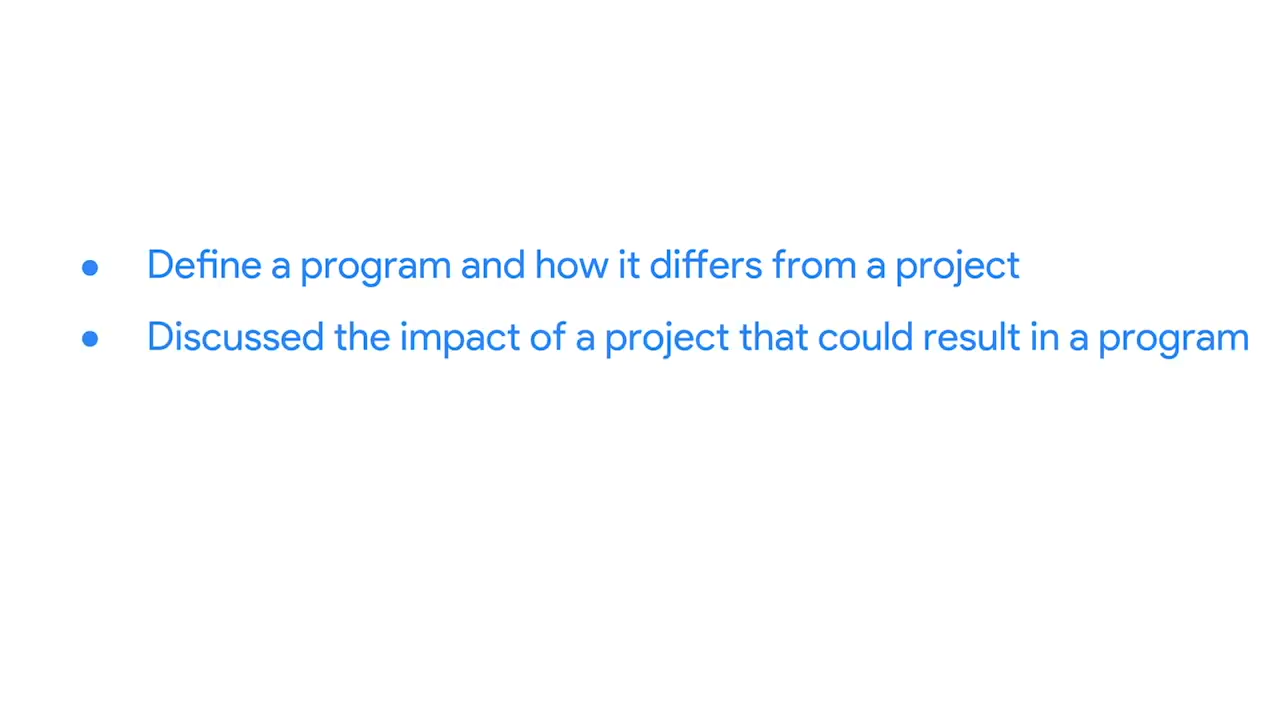 ● Define a program and how it differs from a project
● Discussed the impact of a project that could result in a program